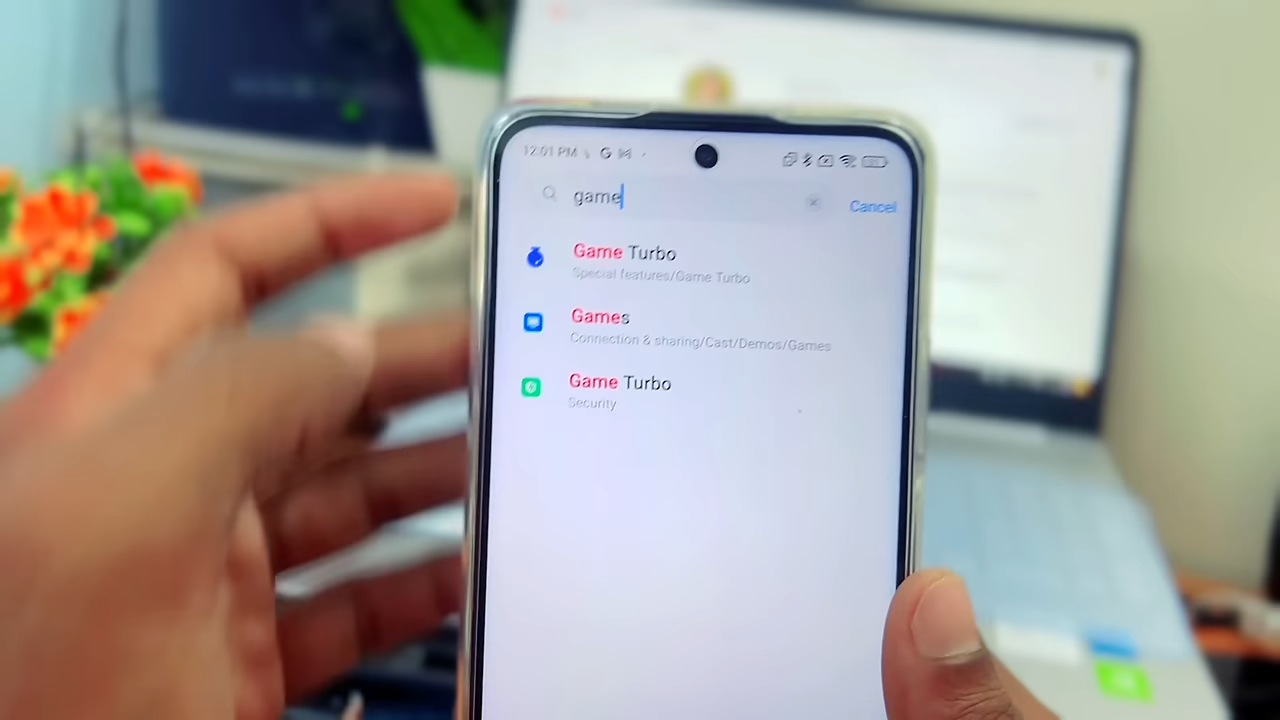 12:01 PM G
game
Cancel
Game Turbo
Special features/Game Turbo
Games
Connection & sharing/Cast/Demos/Games
Game Turbo
Security